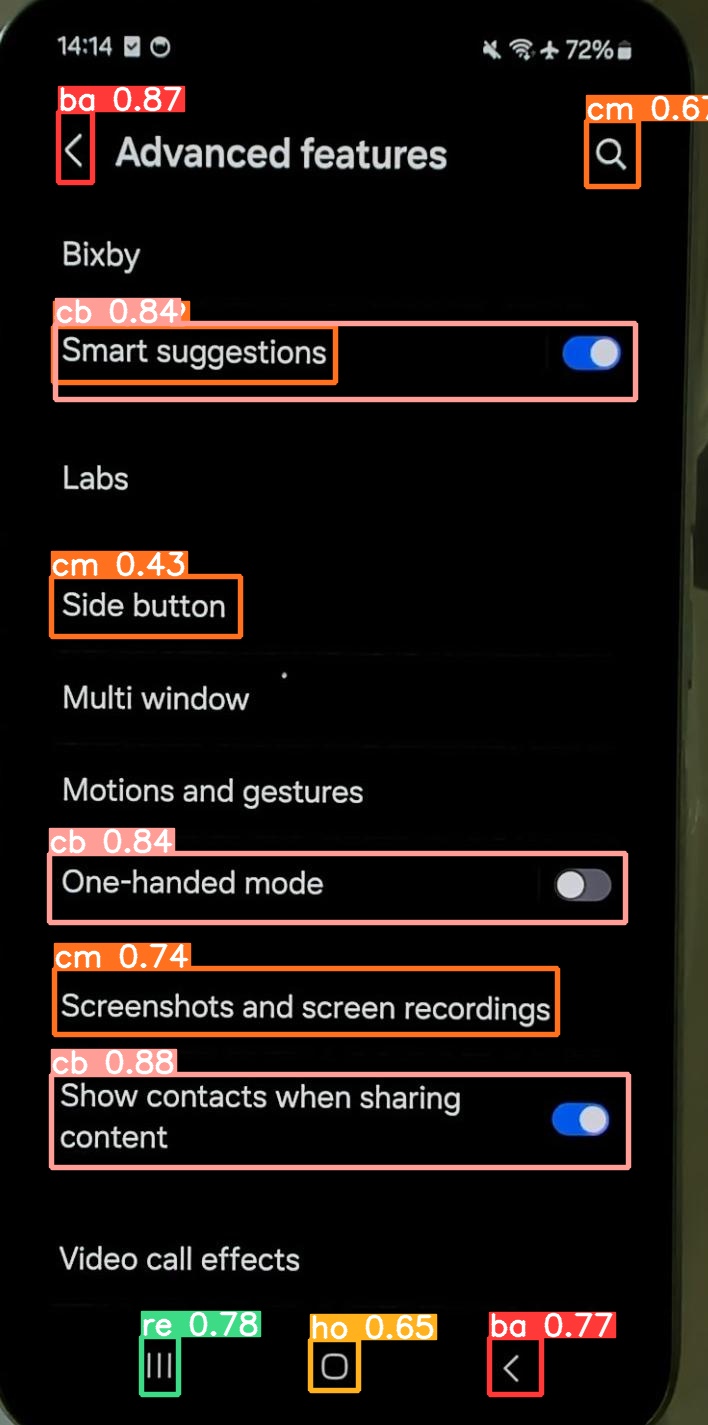 14:14 72%
ba 0.87
cm 0.67
Advanced features
Bixby
cb 0.84
Smart suggestions
Labs
cm 0.43
Side button
Multi window
Motions and gestures
cb 0.84
One-handed mode
cm 0.74
Screenshots and screen recordings
cb 0.88
Show contacts when sharing
content
Video call effects
re 0.78 ho 0.65 ba 0.77